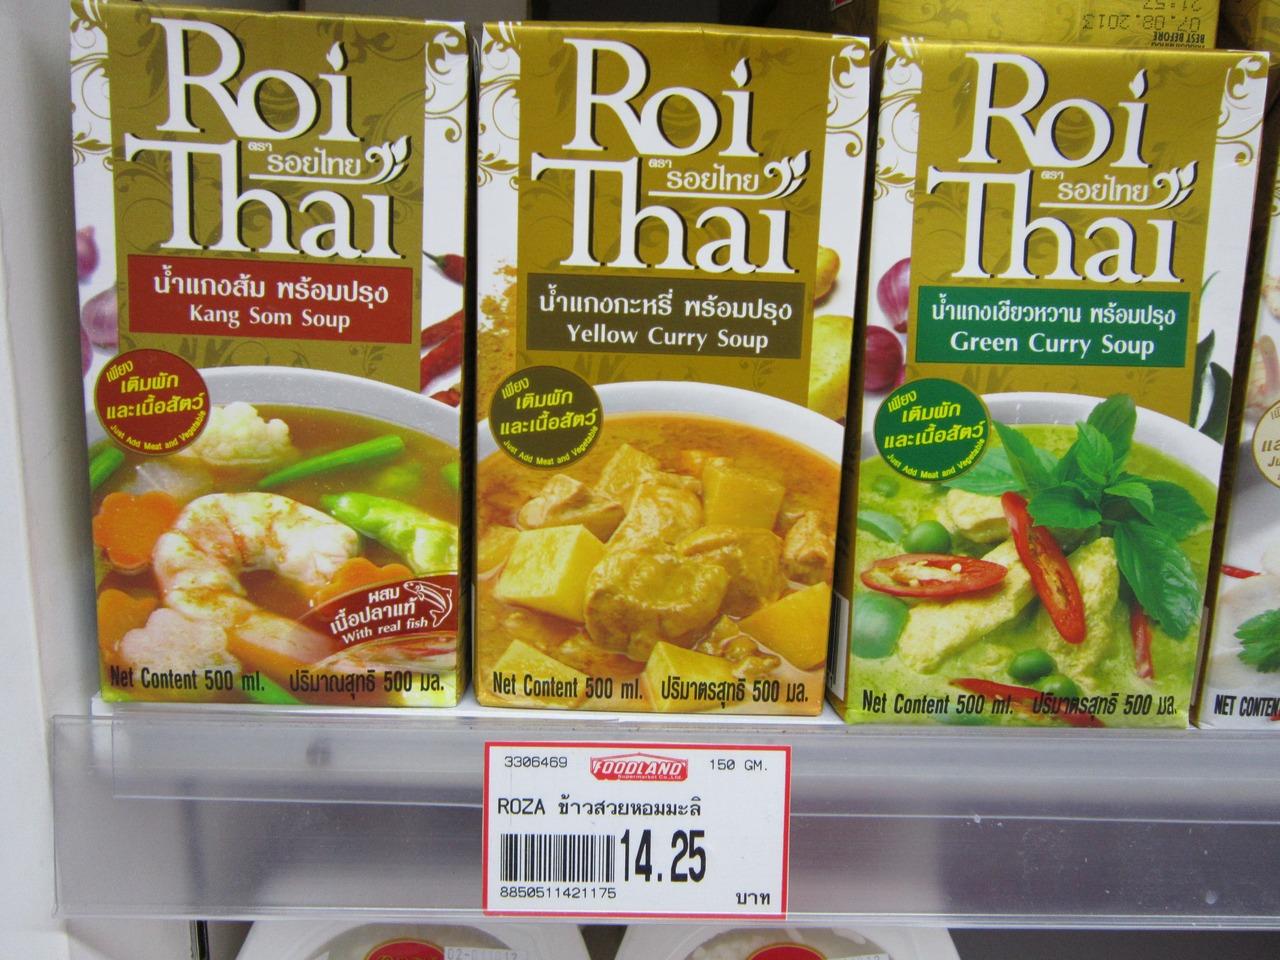 Roi
ตรา
รอยไทย
Thai
น้ำแกงส้ม พร้อมปรุง
Kang Som Soup
เพียง
เติมผัก
และเนื้อสัตว์
Just Add Meat and Vegetable
ผสม
เนื้อปลาแท้
With real fish
Net Content 500 ml. ปริมาณสุทธิ 500 มล.
Roi
ตรา
รอยไทย
Thai
น้ำแกงกะหรี่ พร้อมปรุง
Yellow Curry Soup
เพียง
เติมผัก
และเนื้อสัตว์
Just Add Meat and Vegetable
Net Content 500 ml. ปริมาตรสุทธิ 500 มล.
BEST BEFORE
07.08.2013
21:52
Roi
ตรา
รอยไทย
Thai
น้ำแกงเขียวหวาน พร้อมปรุง
Green Curry Soup
เพียง
เติมผัก
และเนื้อสัตว์
Just Add Meat and Vegetable
Net Content 500 ml. ปริมาตรสุทธิ 500 มล.
NET CONTEN
3306469 FOODLAND 150 GM.
Supermarket Co.,Ltd.
ROZA ข้าวสวยหอมมะลิ
14.25
8850511421175 บาท